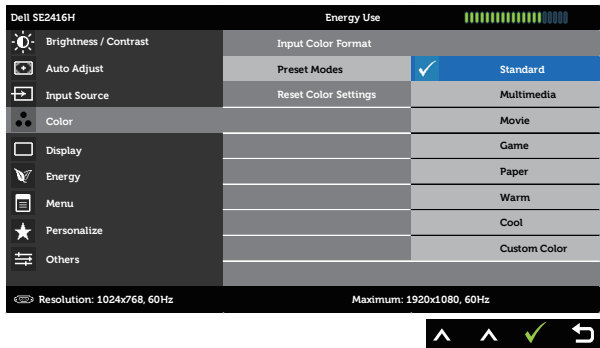 Dell SE2416H Energy Use
Brightness / Contrast Input Color Format
Auto Adjust Preset Modes Standard
Input Source Reset Color Settings Multimedia
Color Movie
Display Game
Energy Paper
Menu Warm
Personalize Cool
Custom Color
Others
Resolution: 1024x768, 60Hz Maximum: 1920x1080, 60Hz